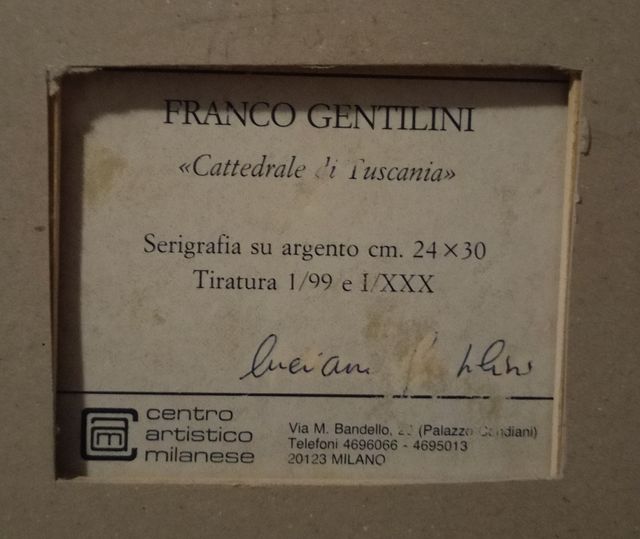 FRANCO GENTILINI
«Cattedrale di Tuscania»
Serigrafia su argento cm. 24 × 30
Tiratura 1/99 e I/XXX
centro
artistico
milanese
Via M. Bandello, (Palazzo Candiani)
Telefoni 4696066 - 4695013
20123 MILANO